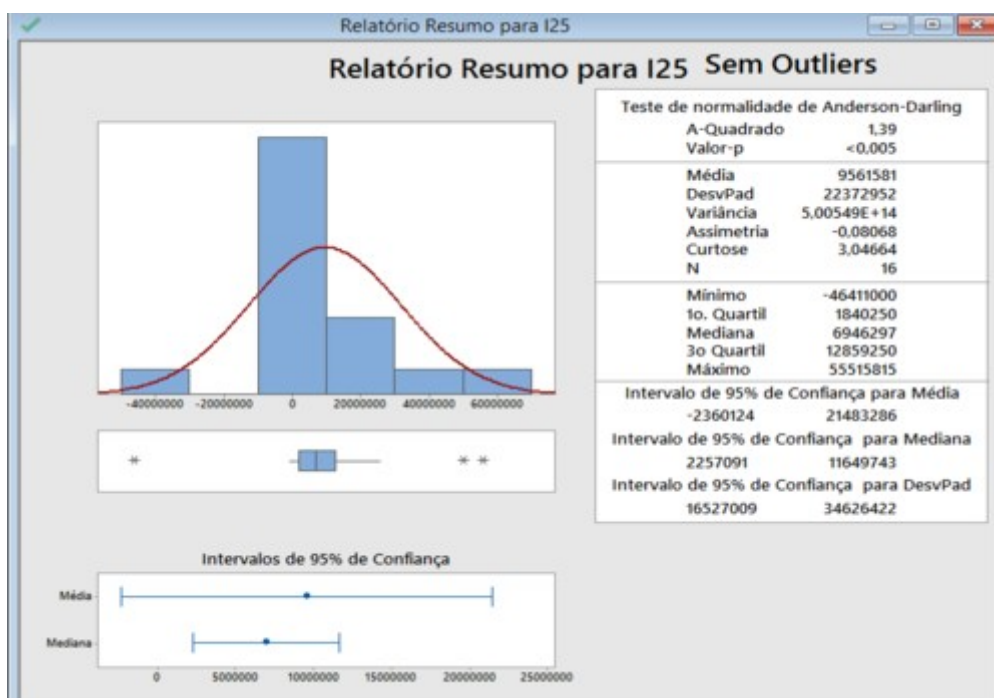 Relatório Resumo para I25
Relatório Resumo para I25 Sem Outliers
Teste de normalidade de Anderson-Darling
A-Quadrado 1,39
Valor-p <0,005
Média 9561581
DesvPad 22372952
Variância 5,00549E+14
Assimetria -0,08068
Curtose 3,04664
N 16
Mínimo -46411000
1o. Quartil 1840250
Mediana 6946297
3o Quartil 12859250
Máximo 55515815
Intervalo de 95% de Confiança para Média
-2360124 21483286
Intervalo de 95% de Confiança para Mediana
2257091 11649743
Intervalo de 95% de Confiança para DesvPad
16527009 34626422
-40000000 -20000000 0 20000000 40000000 60000000
Intervalos de 95% de Confiança
Média
Mediana
0 5000000 10000000 15000000 20000000 25000000